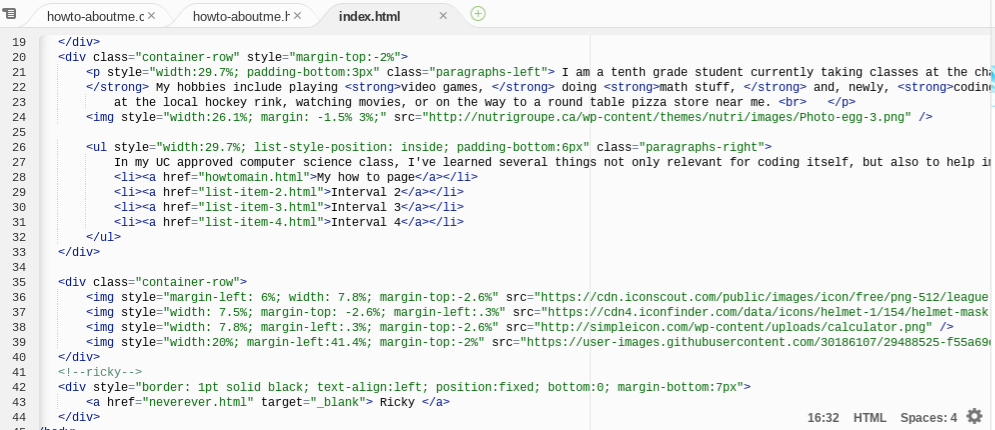 howto-aboutme.c × howto-aboutme.h × index.html ×
19 </div>
20 <div class="container-row" style="margin-top:-2%">
21 <p style="width:29.7%; padding-bottom:3px" class="paragraphs-left"> I am a tenth grade student currently taking classes at the cha
22 </strong> My hobbies include playing <strong>video games, </strong> doing <strong>math stuff, </strong> and, newly, <strong>coding
23 at the local hockey rink, watching movies, or on the way to a round table pizza store near me. <br> </p>
24 <img style="width:26.1%; margin: -1.5% 3%;" src="http://nutrigroupe.ca/wp-content/themes/nutri/images/Photo-egg-3.png" />
25
26 <ul style="width:29.7%; list-style-position: inside; padding-bottom:6px" class="paragraphs-right">
27 In my UC approved computer science class, I've learned several things not only relevant for coding itself, but also to help in
28 <li><a href="howtomain.html">My how to page</a></li>
29 <li><a href="list-item-2.html">Interval 2</a></li>
30 <li><a href="list-item-3.html">Interval 3</a></li>
31 <li><a href="list-item-4.html">Interval 4</a></li>
32 </ul>
33 </div>
34
35 <div class="container-row">
36 <img style="margin-left: 6%; width: 7.8%; margin-top:-2.6%" src="https://cdn.iconscout.com/public/images/icon/free/png-512/league
37 <img style="width: 7.5%; margin-top: -2.6%; margin-left:.3%" src="https://cdn4.iconfinder.com/data/icons/helmet-1/154/helmet-mask
38 <img style="width: 7.8%; margin-left:.3%; margin-top:-2.6%" src="http://simpleicon.com/wp-content/uploads/calculator.png" />
39 <img style="width:20%; margin-left:41.4%; margin-top:-2%" src="https://user-images.githubusercontent.com/30186107/29488525-f55a69
40 </div>
41 <!--ricky-->
42 <div style="border: 1pt solid black; text-align:left; position:fixed; bottom:0; margin-bottom:7px">
43 <a href="neverever.html" target="_blank"> Ricky </a>
44 </div>
16:32 HTML Spaces: 4